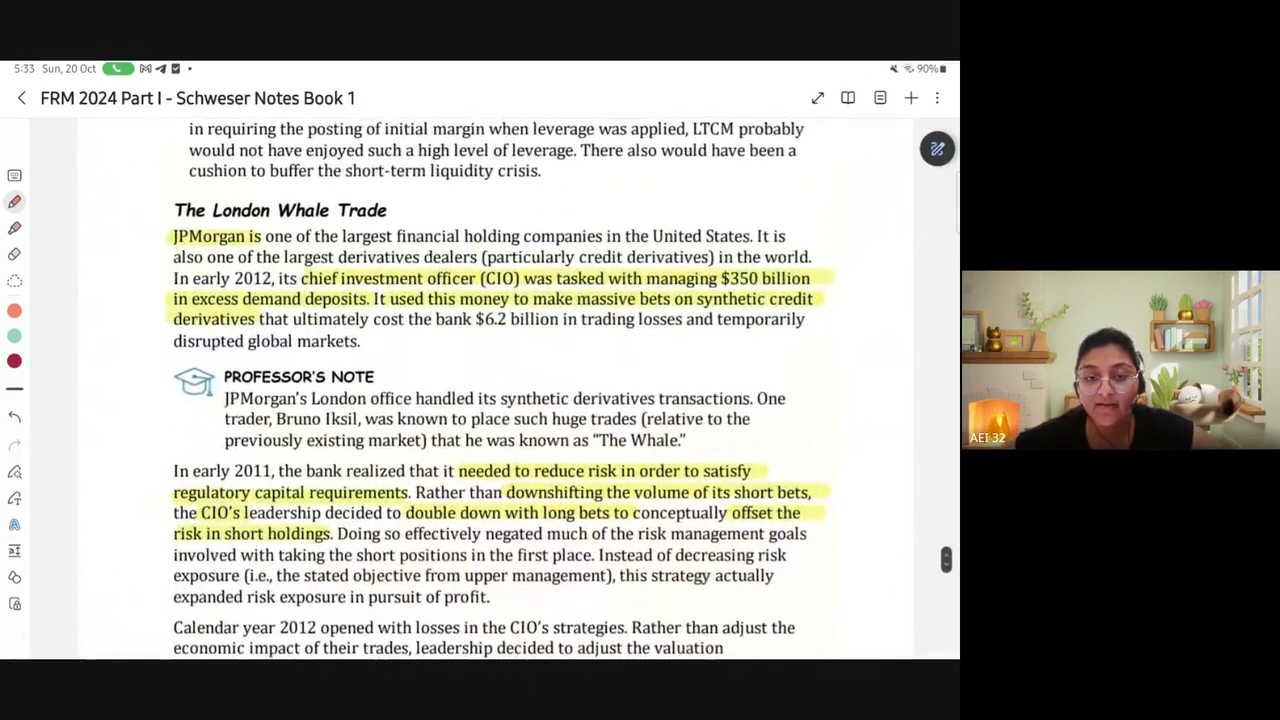 5:33 Sun, 20 Oct
90%
FRM 2024 Part I - Schweser Notes Book 1
in requiring the posting of initial margin when leverage was applied, LTCM probably
would not have enjoyed such a high level of leverage. There also would have been a
cushion to buffer the short-term liquidity crisis.
The London Whale Trade
JPMorgan is one of the largest financial holding companies in the United States. It is
also one of the largest derivatives dealers (particularly credit derivatives) in the world.
In early 2012, its chief investment officer (CIO) was tasked with managing $350 billion
in excess demand deposits. It used this money to make massive bets on synthetic credit
derivatives that ultimately cost the bank $6.2 billion in trading losses and temporarily
disrupted global markets.
PROFESSOR'S NOTE
JPMorgan's London office handled its synthetic derivatives transactions. One
trader, Bruno Iksil, was known to place such huge trades (relative to the
previously existing market) that he was known as “The Whale.”
In early 2011, the bank realized that it needed to reduce risk in order to satisfy
regulatory capital requirements. Rather than downshifting the volume of its short bets,
the CIO's leadership decided to double down with long bets to conceptually offset the
risk in short holdings. Doing so effectively negated much of the risk management goals
involved with taking the short positions in the first place. Instead of decreasing risk
exposure (i.e., the stated objective from upper management), this strategy actually
expanded risk exposure in pursuit of profit.
Calendar year 2012 opened with losses in the CIO's strategies. Rather than adjust the
economic impact of their trades, leadership decided to adjust the valuation
AEI 32